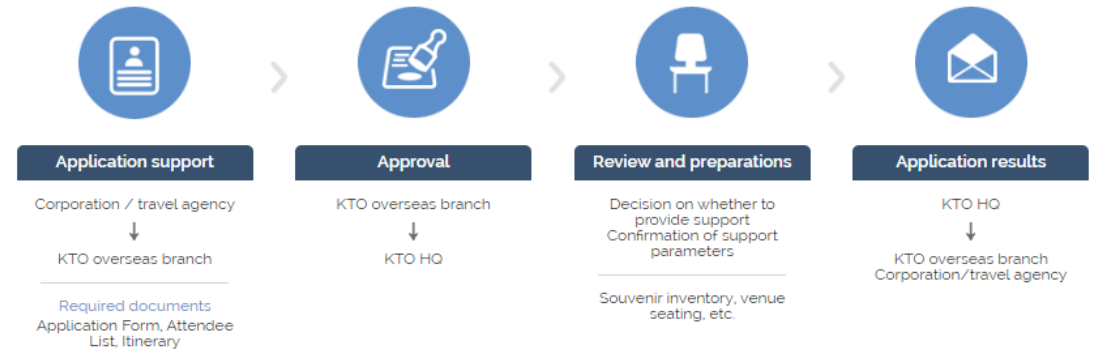 Application support
Corporation / travel agency
↓
KTO overseas branch
Required documents
Application Form, Attendee
List, Itinerary
Approval
KTO overseas branch
↓
KTO HQ
Review and preparations
Decision on whether to
provide support
Confirmation of support
parameters
Souvenir inventory, venue
seating, etc.
Application results
KTO HQ
↓
KTO overseas branch
Corporation/travel agency